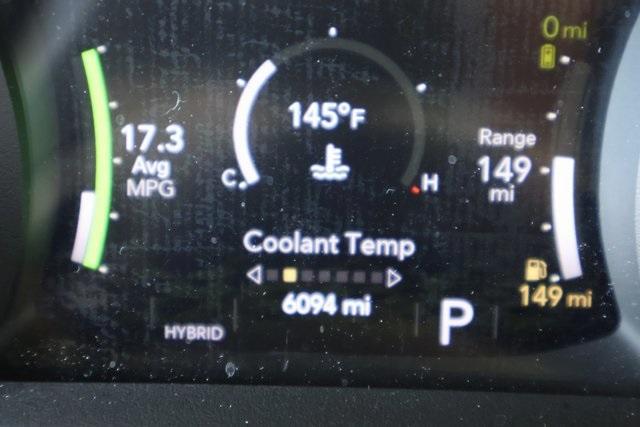 0 mi
145°F
17.3
Avg
MPG
Range
149
mi
C
H
Coolant Temp
6094 mi
149 mi
HYBRID
P